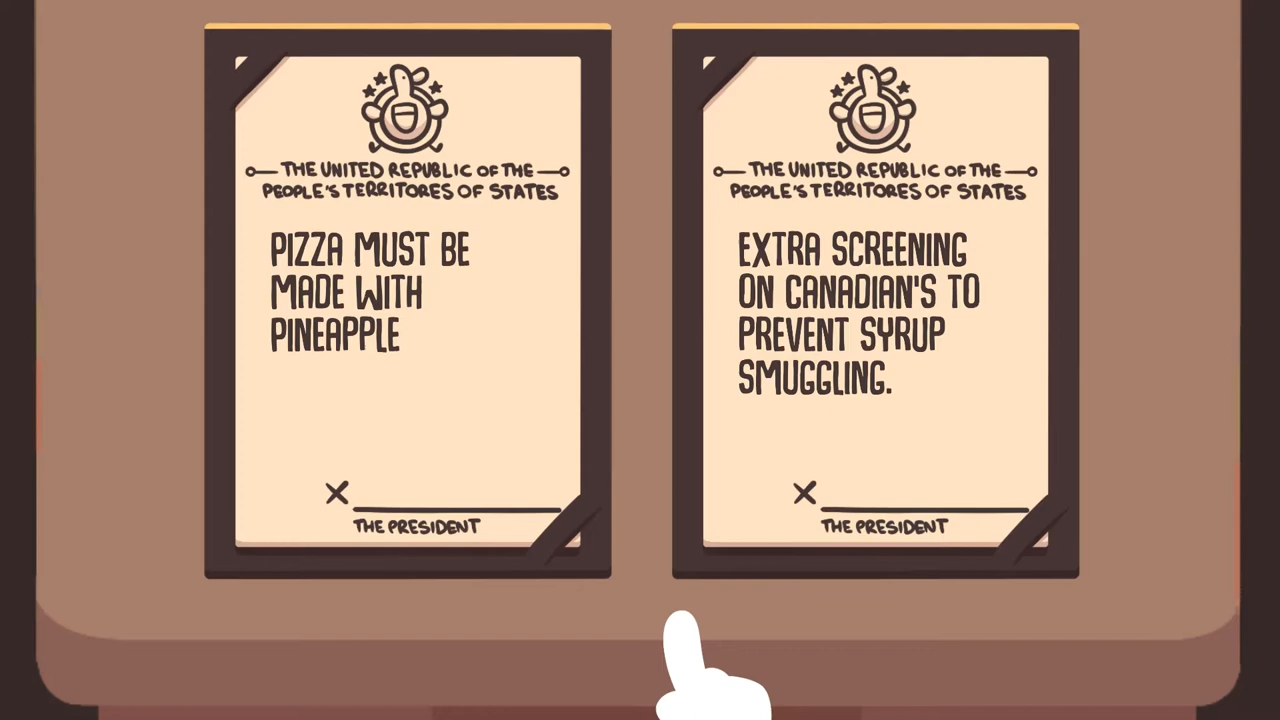 THE UNITED REPUBLIC OF THE
PEOPLE'S TERRITORES OF STATES
PIZZA MUST BE
MADE WITH
PINEAPPLE
X
THE PRESIDENT
THE UNITED REPUBLIC OF THE
PEOPLE'S TERRITORES OF STATES
EXTRA SCREENING
ON CANADIAN'S TO
PREVENT SYRUP
SMUGGLING.
X
THE PRESIDENT